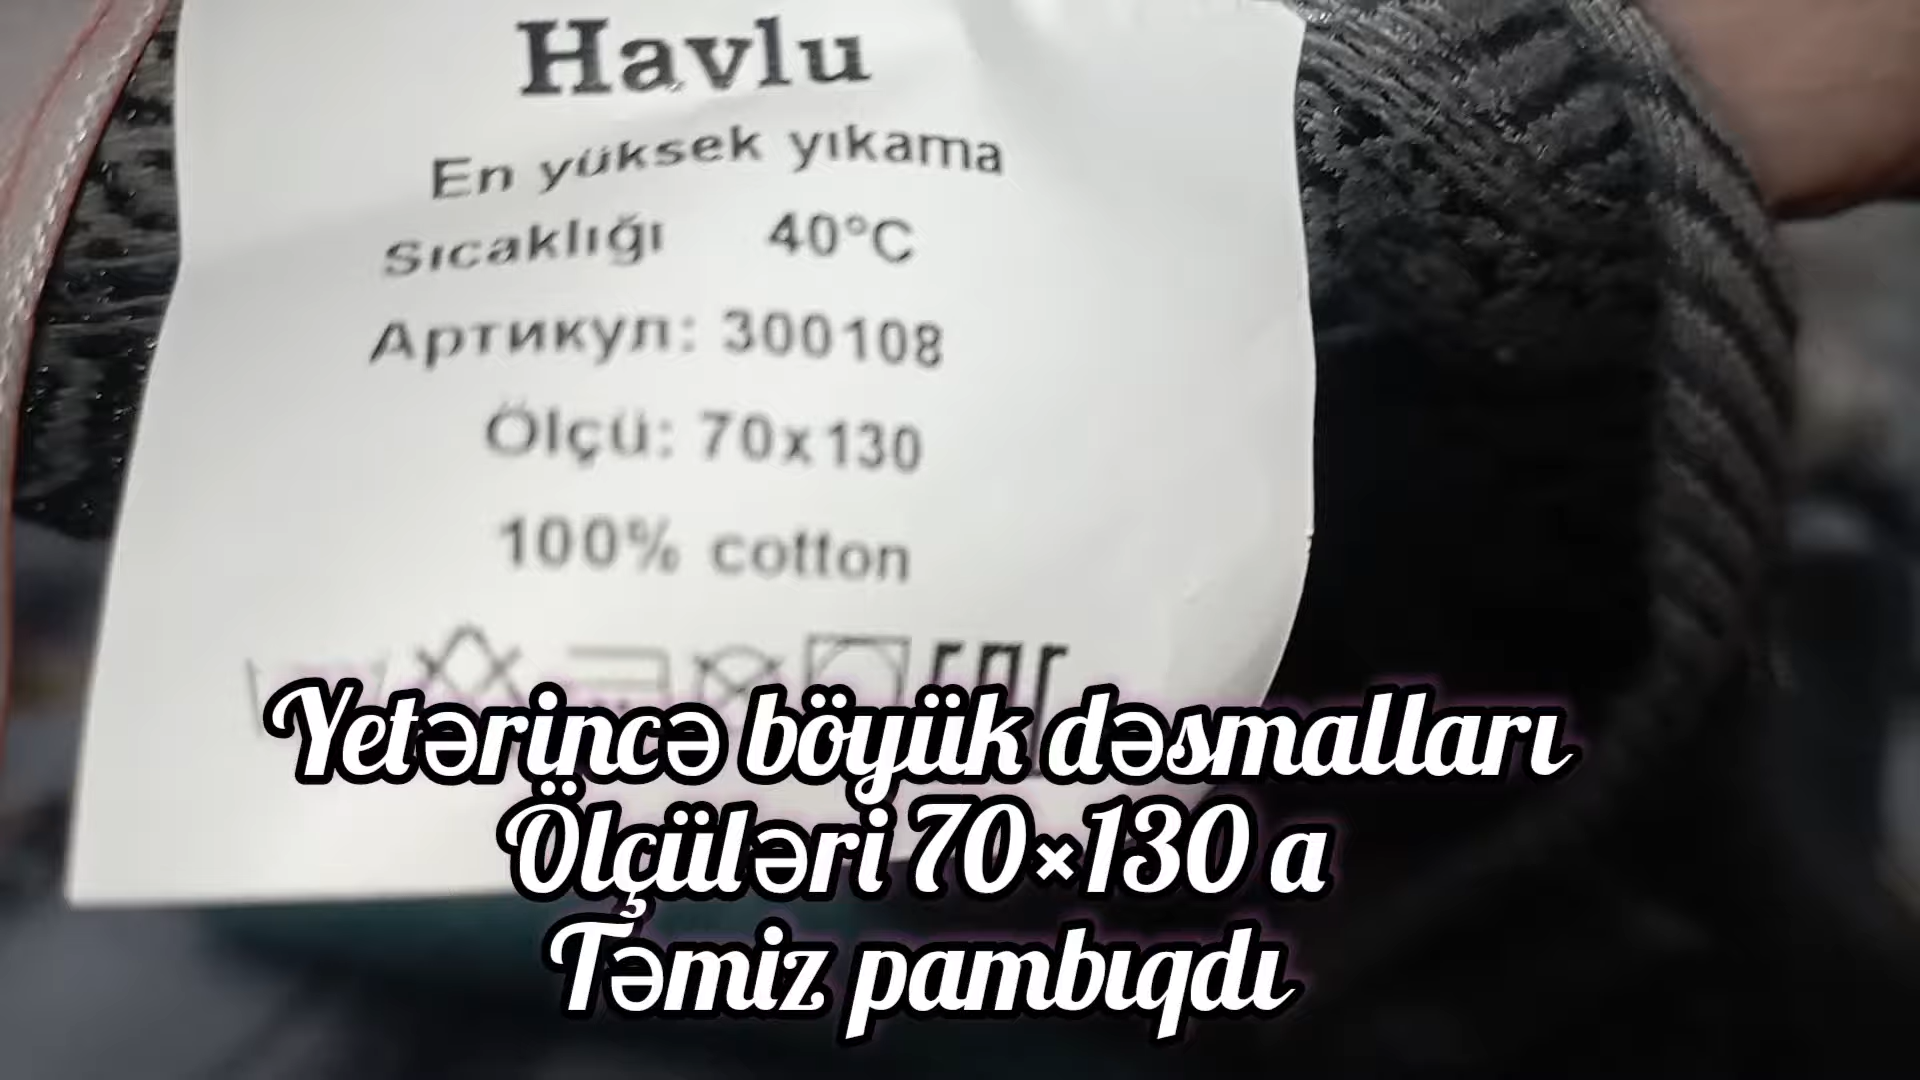 Havlu
En yüksek yıkama
Sıcaklığı 40°C
Артикул: 300108
Ölçü: 70x130
100% cotton
Yetərincə böyük dəsmalları
Ölçüləri 70×130 a
Təmiz pambıqdı